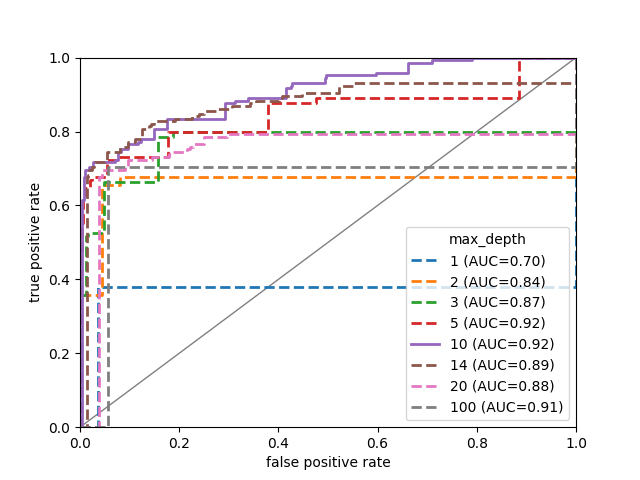 1.0
0.8
0.6
0.4
0.2
0.0
true positive rate
0.0 0.2 0.4 0.6 0.8 1.0
false positive rate
max_depth
1 (AUC=0.70)
2 (AUC=0.84)
3 (AUC=0.87)
5 (AUC=0.92)
10 (AUC=0.92)
14 (AUC=0.89)
20 (AUC=0.88)
100 (AUC=0.91)